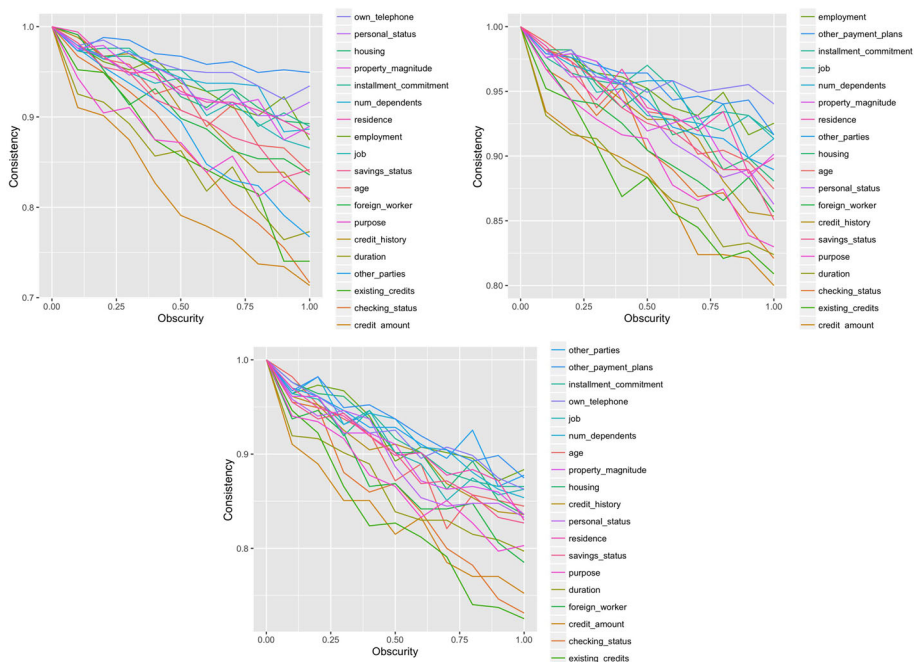 1.0
0.9
0.8
0.7
Consistency
0.00
0.25
0.50
0.75
1.00
Obscurity
own_telephone
personal_status
housing
property_magnitude
installment_commitment
num_dependents
residence
employment
job
savings_status
age
foreign_worker
purpose
credit_history
duration
other_parties
existing_credits
checking_status
credit_amount
1.00
0.95
0.90
0.85
0.80
Consistency
0.00
0.25
0.50
0.75
1.00
Obscurity
employment
other_payment_plans
installment_commitment
job
num_dependents
property_magnitude
residence
other_parties
housing
age
personal_status
foreign_worker
credit_history
savings_status
purpose
duration
checking_status
existing_credits
credit_amount
1.0
0.9
0.8
Consistency
0.00
0.25
0.50
0.75
1.00
Obscurity
other_parties
other_payment_plans
installment_commitment
own_telephone
job
num_dependents
age
property_magnitude
housing
credit_history
personal_status
residence
savings_status
purpose
duration
foreign_worker
credit_amount
checking_status
existing_credits